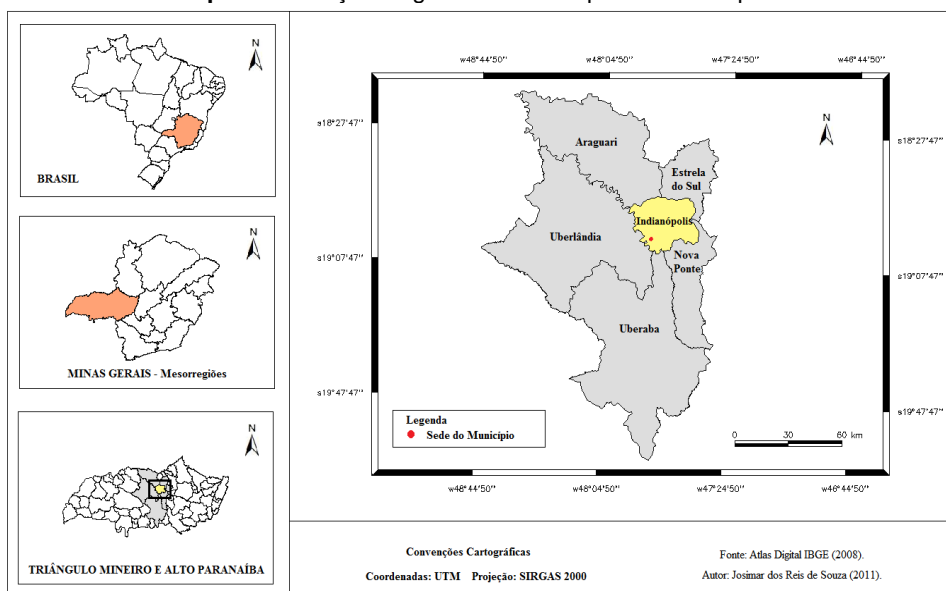 N
BRASIL
N
MINAS GERAIS - Mesorregiões
N
TRIÂNGULO MINEIRO E ALTO PARANAÍBA
w48°44'50'' w48°04'50'' w47°24'50'' w46°44'50''
s18°27'47''
s18°27'47''
N
Araguari
Estrela
do Sul
Indianópolis
Uberlândia
Nova
Ponte
s19°07'47''
s19°07'47''
Uberaba
s19°47'47''
s19°47'47''
Legenda
Sede do Município
0 30 60 km
w48°44'50'' w48°04'50'' w47°24'50'' w46°44'50''
Convenções Cartográficas
Coordenadas: UTM Projeção: SIRGAS 2000
Fonte: Atlas Digital IBGE (2008).
Autor: Josimar dos Reis de Souza (2011).